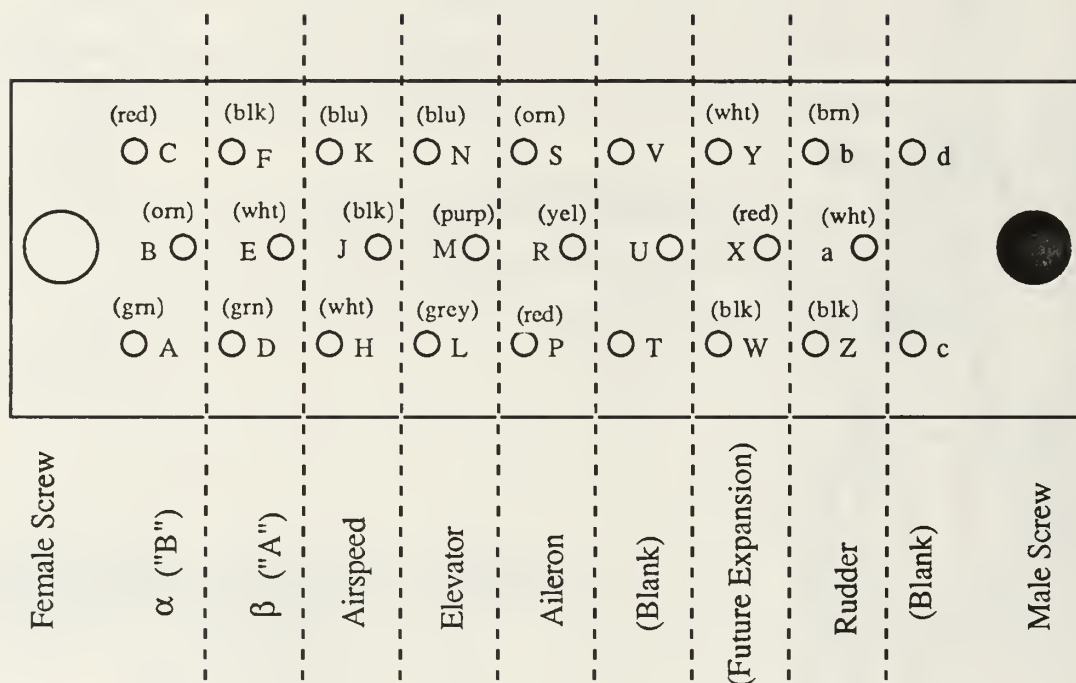 (red) (blk) (blu) (blu) (orn) (wht) (brn)
C F K N S V Y b d
(orn) (wht) (blk) (purp) (yel) (red) (wht)
B E J M R U X a
(grn) (grn) (wht) (grey) (red) (blk) (blk)
A D H L P T W Z c
Female Screw
α ("B")
β ("A")
Airspeed
Elevator
Aileron
(Blank)
(Future Expansion)
Rudder
(Blank)
Male Screw